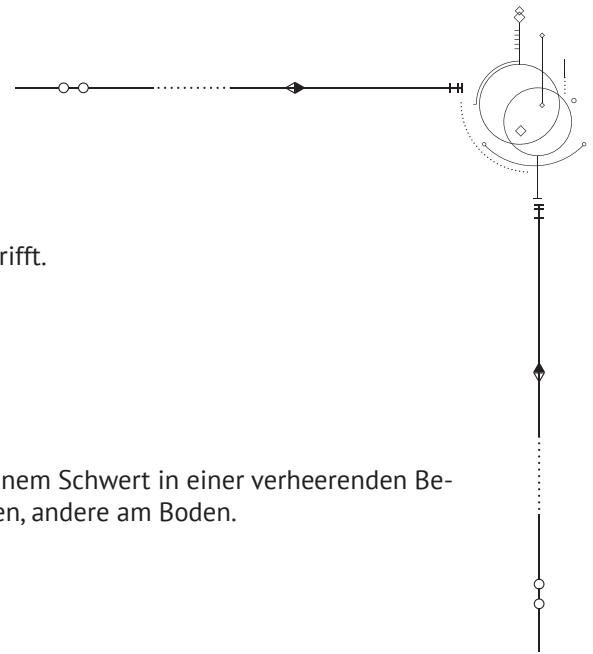 rifft.
nem Schwert in einer verheerenden Be-
en, andere am Boden.